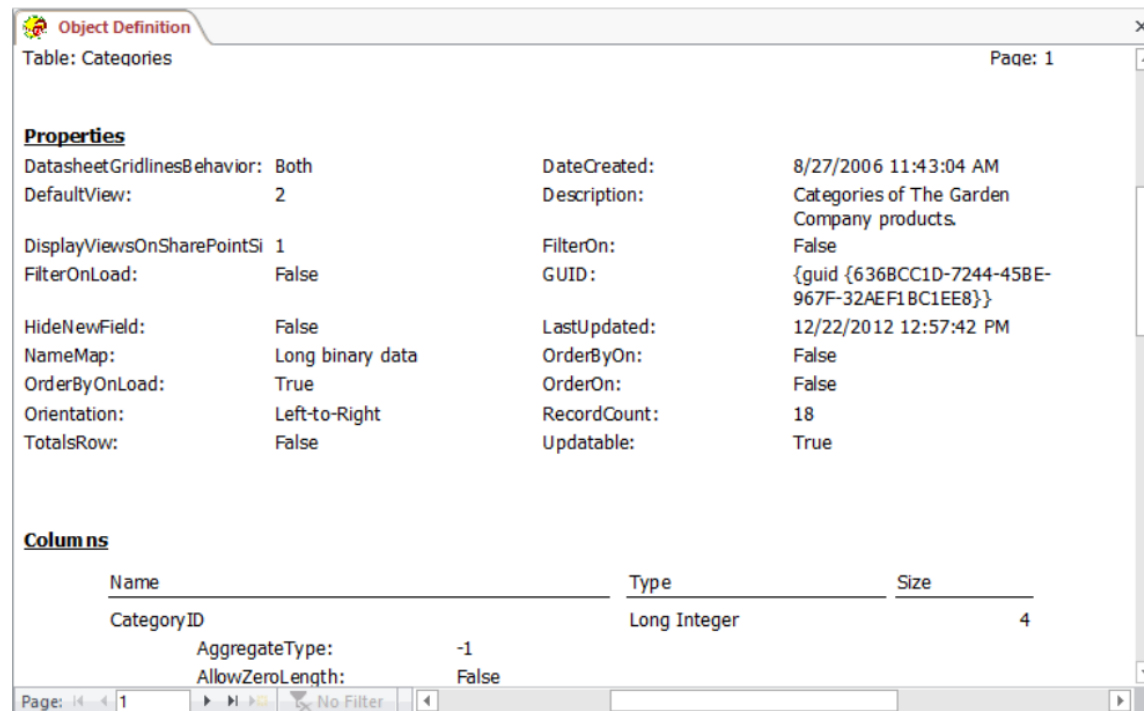 Object Definition
Table: Categories Page: 1
Properties
DatasheetGridlinesBehavior: Both DateCreated: 8/27/2006 11:43:04 AM
DefaultView: 2 Description: Categories of The Garden
Company products.
DisplayViewsOnSharePointSi 1 FilterOn: False
FilterOnLoad: False GUID: {guid {636BCC1D-7244-45BE-
967F-32AEF1BC1EE8}}
HideNewField: False LastUpdated: 12/22/2012 12:57:42 PM
NameMap: Long binary data OrderByOn: False
OrderByOnLoad: True OrderOn: False
Orientation: Left-to-Right RecordCount: 18
TotalsRow: False Updatable: True
Columns
Name Type Size
CategoryID Long Integer 4
AggregateType: -1
AllowZeroLength: False
Page: 1 No Filter